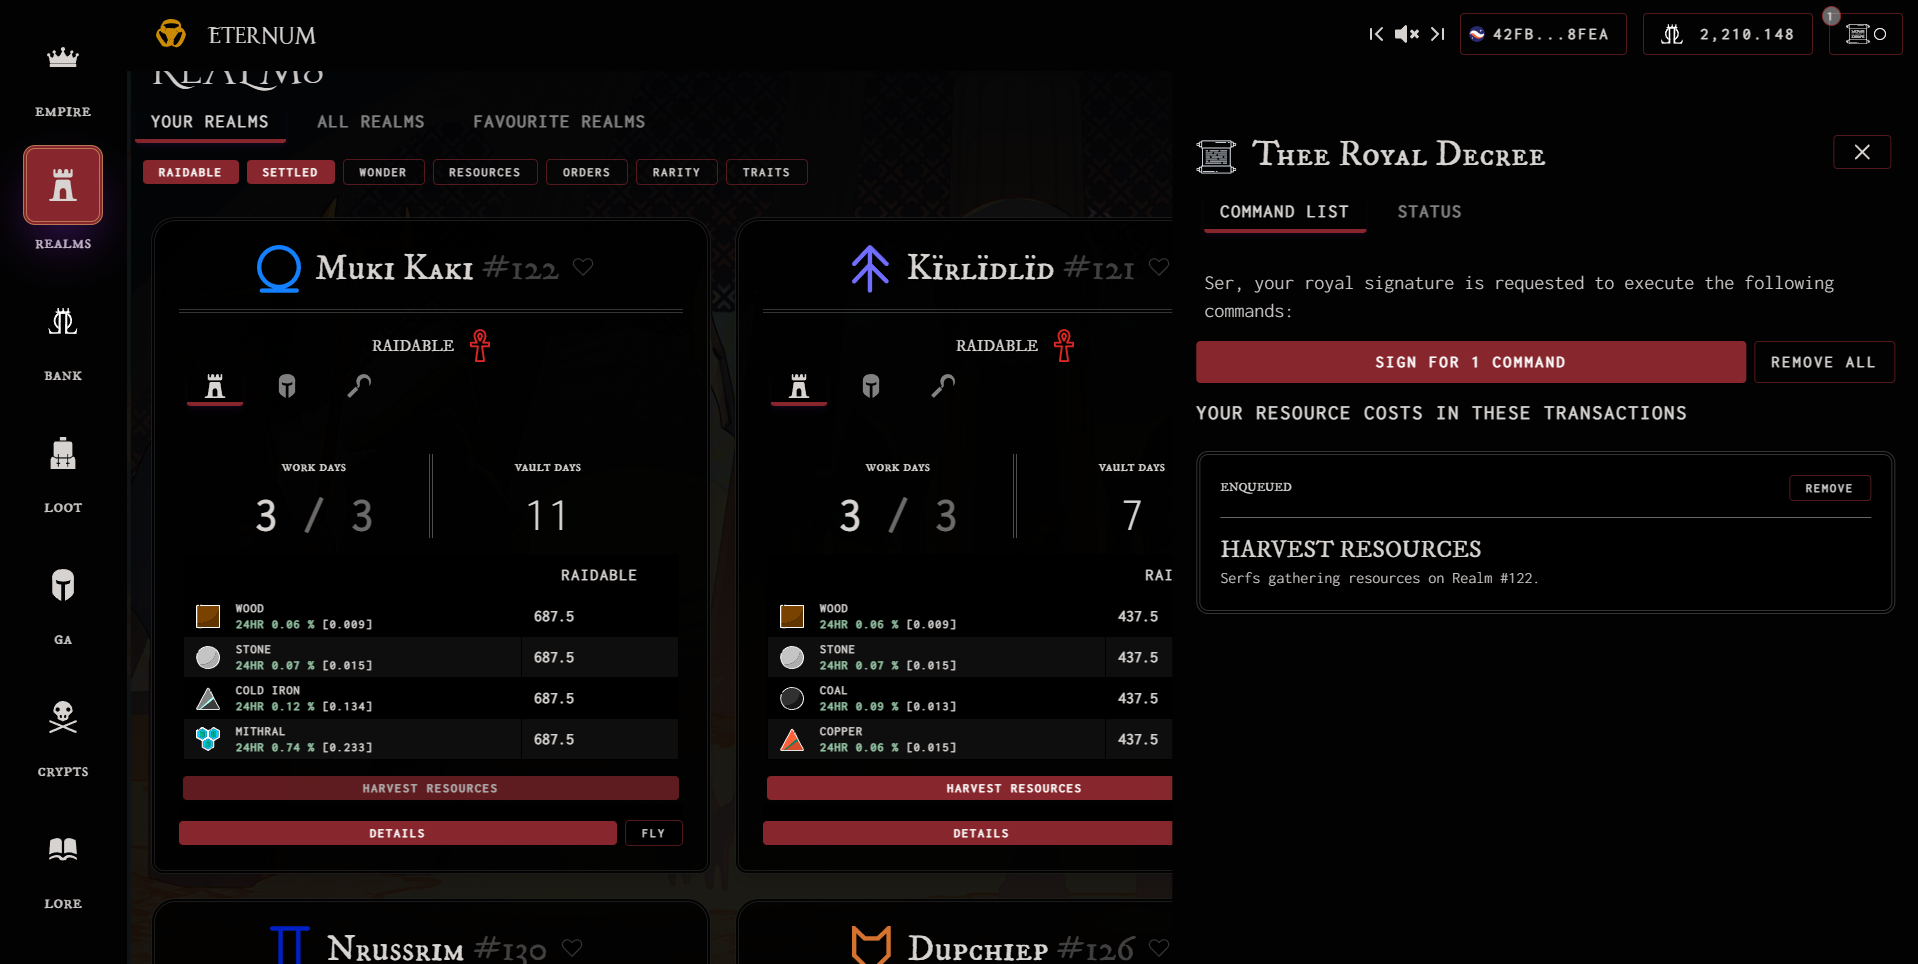 ETERNUM
42FB...8FEA
2,210.148
1
EMPIRE
REALMS
BANK
LOOT
GA
CRYPTS
LORE
REALMS
YOUR REALMS
ALL REALMS
FAVOURITE REALMS
RAIDABLE
SETTLED
WONDER
RESOURCES
ORDERS
RARITY
TRAITS
Muki Kaki #122
RAIDABLE
WORK DAYS
3 / 3
VAULT DAYS
11
RAIDABLE
WOOD
24HR 0.06 % [0.009]
687.5
STONE
24HR 0.07 % [0.015]
687.5
COLD IRON
24HR 0.12 % [0.134]
687.5
MITHRAL
24HR 0.74 % [0.233]
687.5
HARVEST RESOURCES
DETAILS
FLY
Kïrlïdlïd #121
RAIDABLE
WORK DAYS
3 / 3
VAULT DAYS
7
RAI
WOOD
24HR 0.06 % [0.009]
437.5
STONE
24HR 0.07 % [0.015]
437.5
COAL
24HR 0.09 % [0.013]
437.5
COPPER
24HR 0.06 % [0.015]
437.5
HARVEST RESOURCES
DETAILS
Nrussrim #130
Dupchiep #126
Thee Royal Decree
COMMAND LIST
STATUS
Ser, your royal signature is requested to execute the following
commands:
SIGN FOR 1 COMMAND
REMOVE ALL
YOUR RESOURCE COSTS IN THESE TRANSACTIONS
ENQUEUED
REMOVE
HARVEST RESOURCES
Serfs gathering resources on Realm #122.